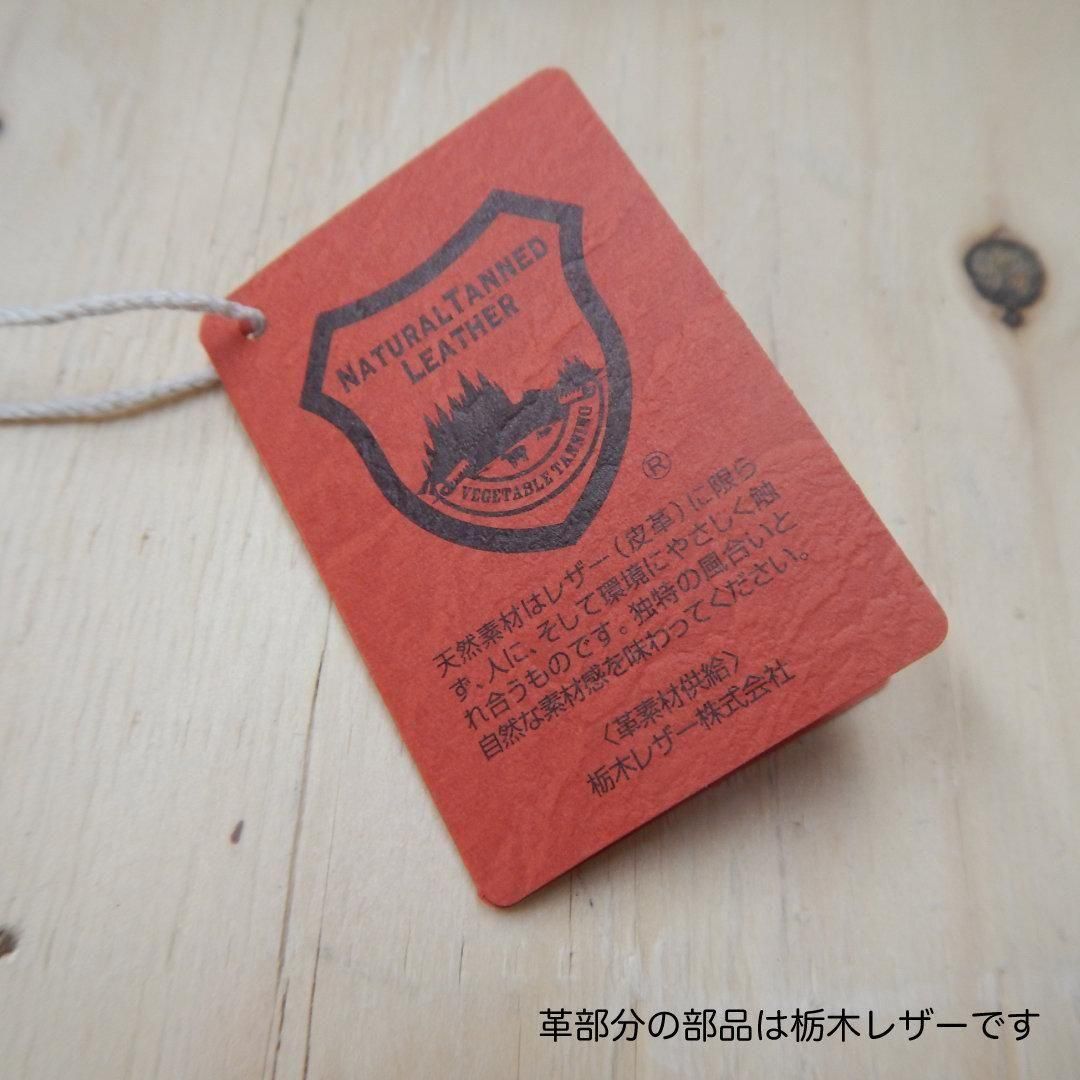 NATURAL TANNED
LEATHER
VEGETABLE TANNING
®
天然素材はレザー(皮革)に限ら
ず、人に、そして環境にやさしく触
れ合うものです。独特の風合いと
自然な素材感を味わってください。
〈革素材供給〉
栃木レザー株式会社
革部分の部品は栃木レザーです